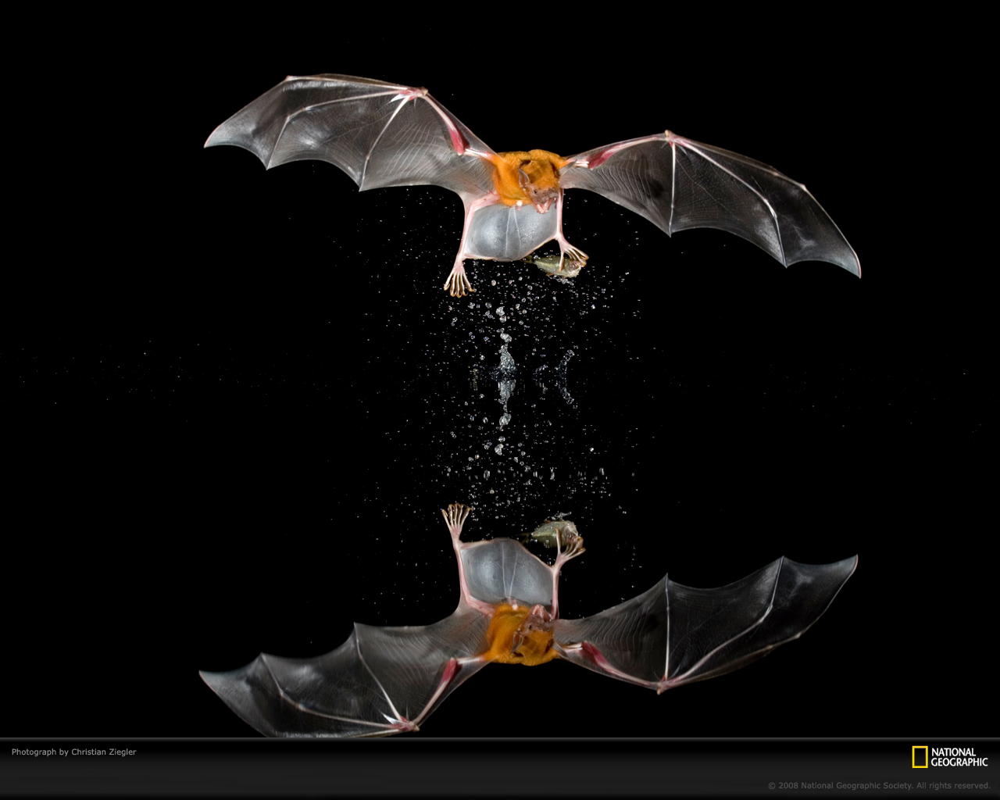 Photograph by Christian Ziegler
NATIONAL
GEOGRAPHIC
© 2008 National Geographic Society. All rights reserved.